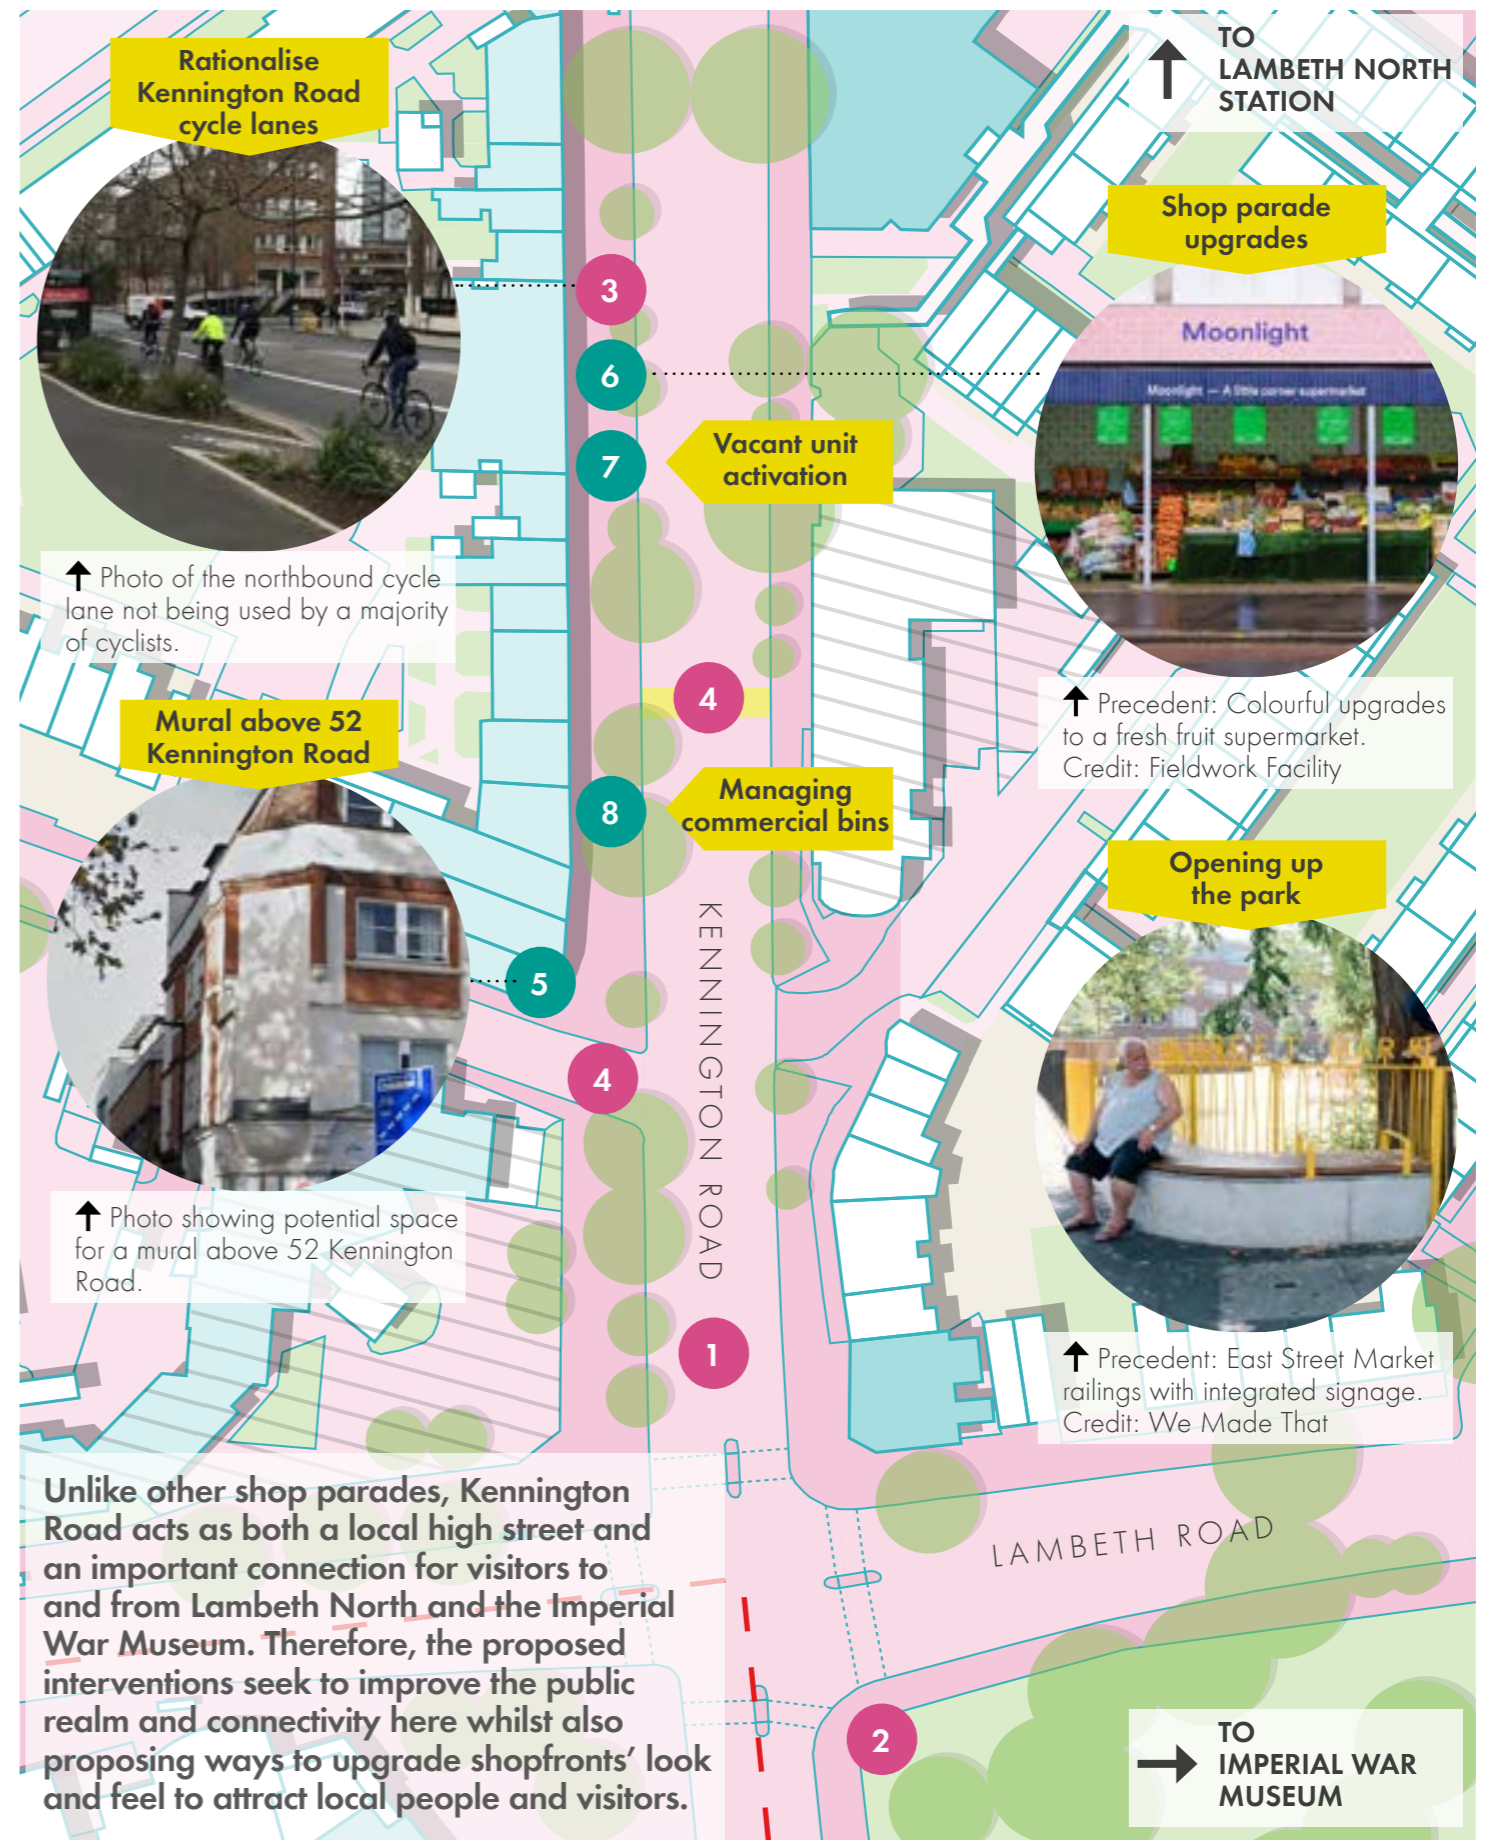 Rationalise
Kennington Road
cycle lanes
TO
LAMBETH NORTH
STATION
Shop parade
upgrades
3
Moonlight
Moonlight — A little corner supermarket
6
7
Vacant unit
activation
Photo of the northbound cycle
lane not being used by a majority
of cyclists.
4
Precedent: Colourful upgrades
to a fresh fruit supermarket.
Credit: Fieldwork Facility
Mural above 52
Kennington Road
8
Managing
commercial bins
Opening up
the park
KENNINGTON ROAD
5
4
Photo showing potential space
for a mural above 52 Kennington
Road.
1
Precedent: East Street Market
railings with integrated signage.
Credit: We Made That
Unlike other shop parades, Kennington
Road acts as both a local high street and
an important connection for visitors to
and from Lambeth North and the Imperial
War Museum. Therefore, the proposed
interventions seek to improve the public
realm and connectivity here whilst also
proposing ways to upgrade shopfronts’ look
and feel to attract local people and visitors.
LAMBETH ROAD
2
TO
IMPERIAL WAR
MUSEUM